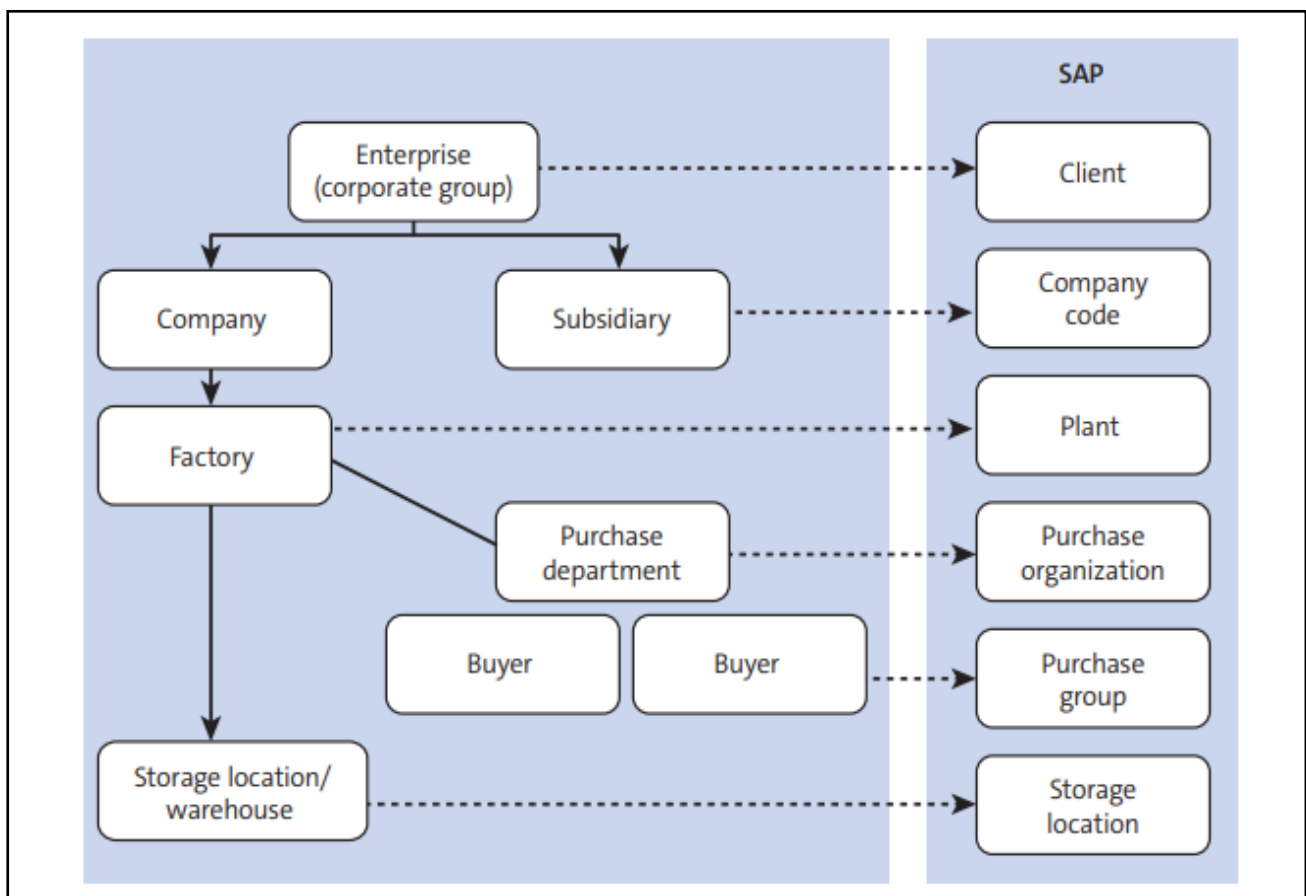 SAP
Enterprise
(corporate group)
Client
Company
Subsidiary
Company
code
Factory
Plant
Purchase
department
Purchase
organization
Buyer
Buyer
Purchase
group
Storage location/
warehouse
Storage
location